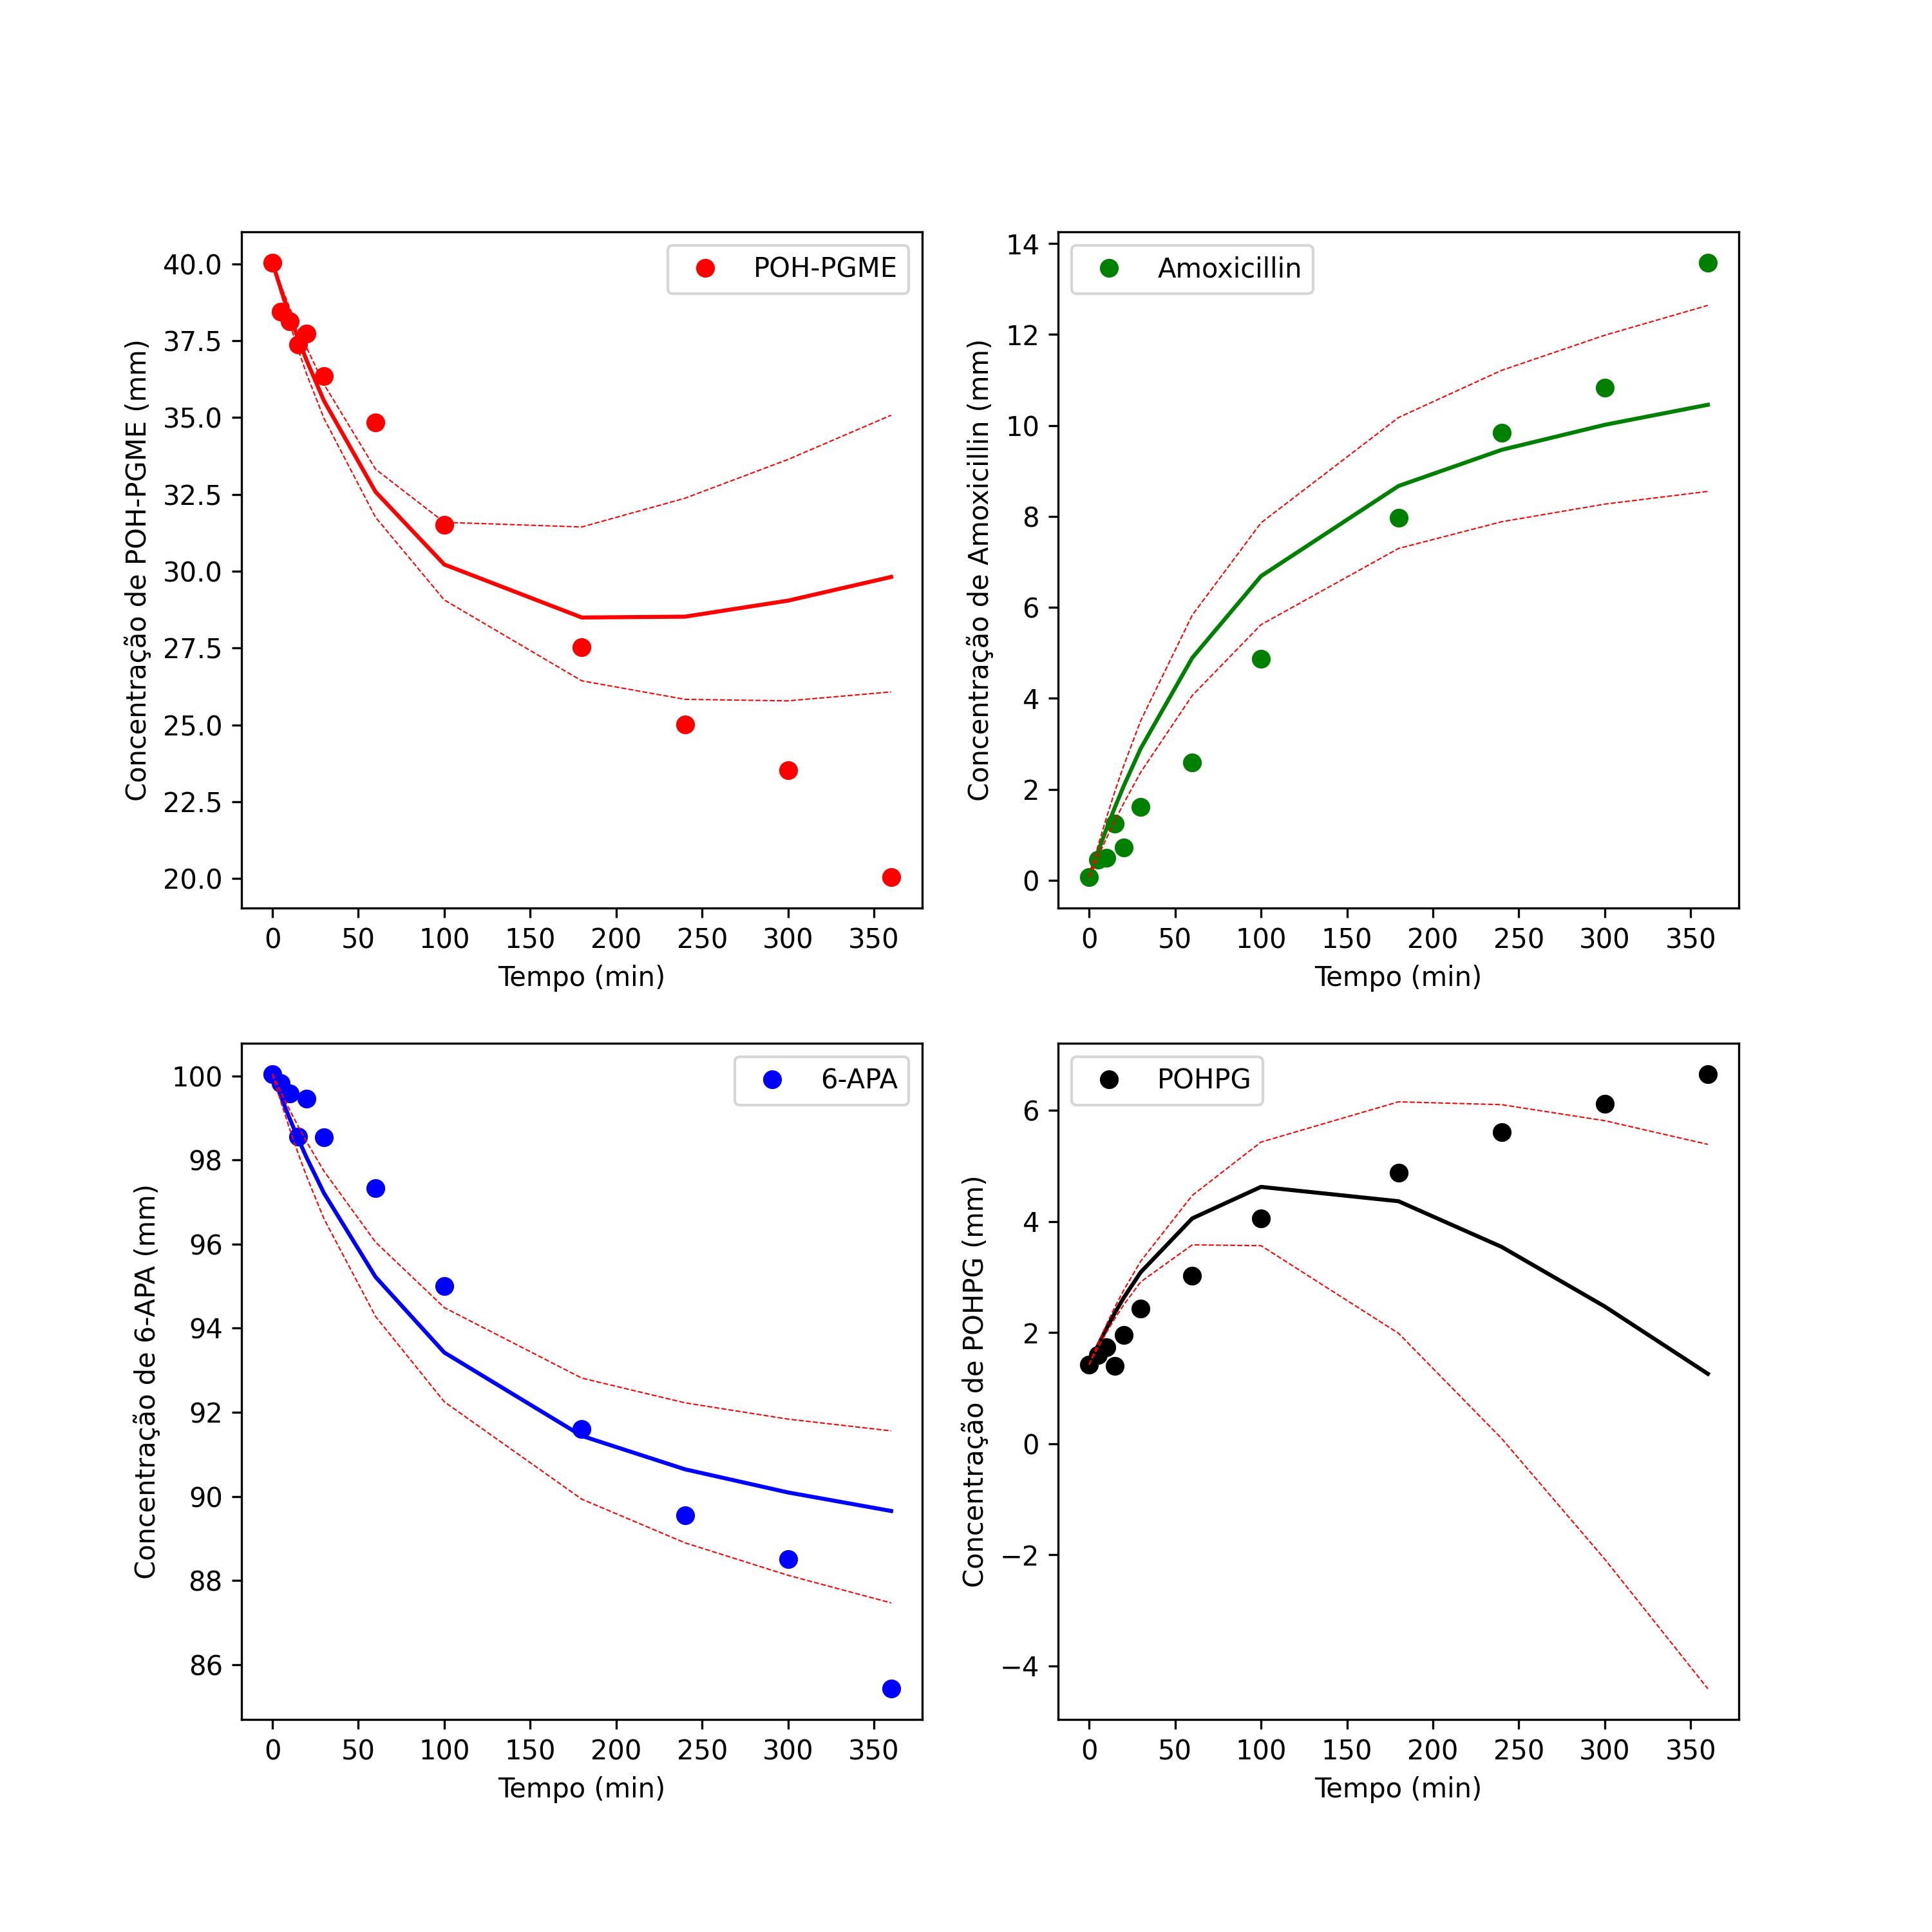 POH-PGME
40.0
37.5
35.0
32.5
30.0
27.5
25.0
22.5
20.0
Concentração de POH-PGME (mm)
0 50 100 150 200 250 300 350
Tempo (min)
Amoxicillin
14
12
10
8
6
4
2
0
Concentração de Amoxicillin (mm)
0 50 100 150 200 250 300 350
Tempo (min)
6-APA
100
98
96
94
92
90
88
86
Concentração de 6-APA (mm)
0 50 100 150 200 250 300 350
Tempo (min)
POHPG
6
4
2
0
−2
−4
Concentração de POHPG (mm)
0 50 100 150 200 250 300 350
Tempo (min)